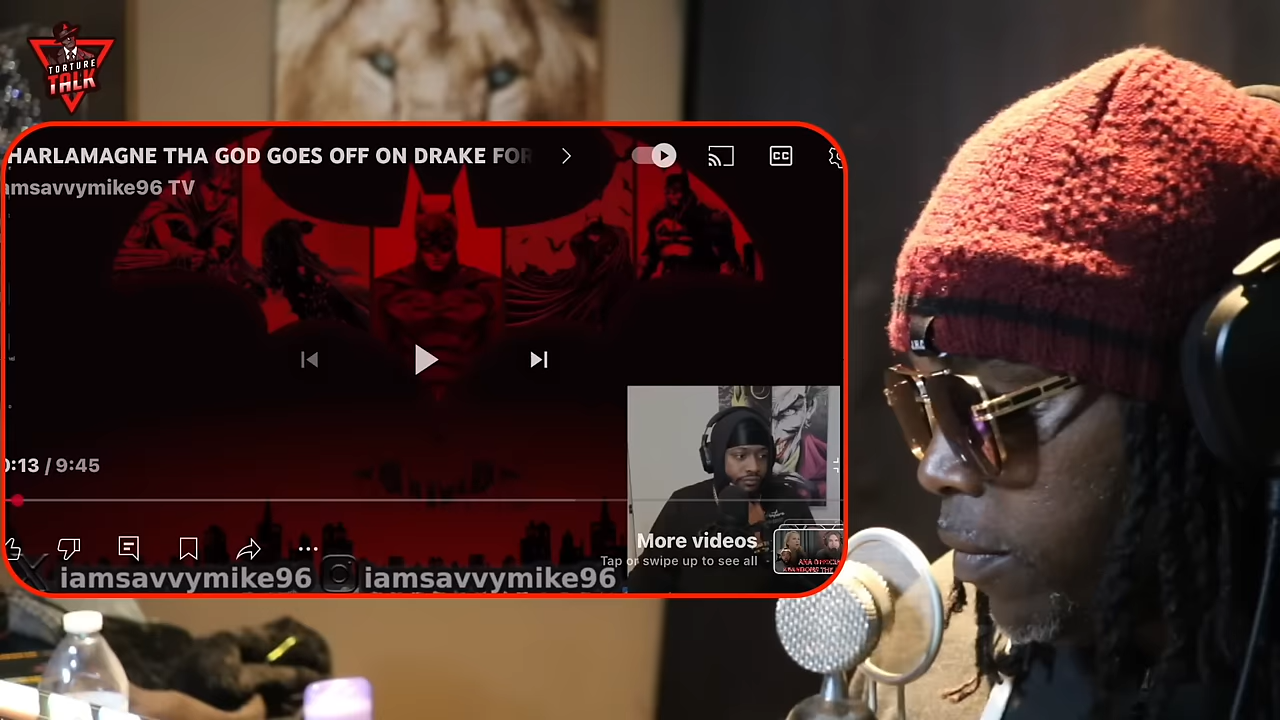 TORTURE
TALK
HARLAMAGNE THA GOD GOES OFF ON DRAKE FOR
amsavvymike96 TV
CC
0:13 / 9:45
More videos
Tap or swipe up to see all
iamsavvymike96 iamsavvymike96